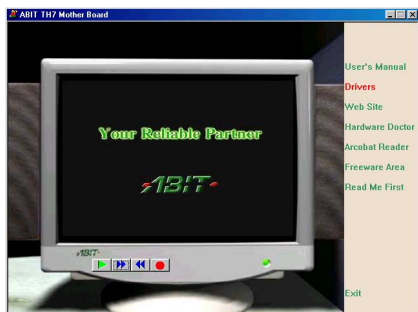 ABIT TH7 Mother Board
User's Manual
Drivers
Web Site
Hardware Doctor
Arcobat Reader
Freeware Area
Read Me First
Exit
Your Reliable Partner
ABIT
ABIT